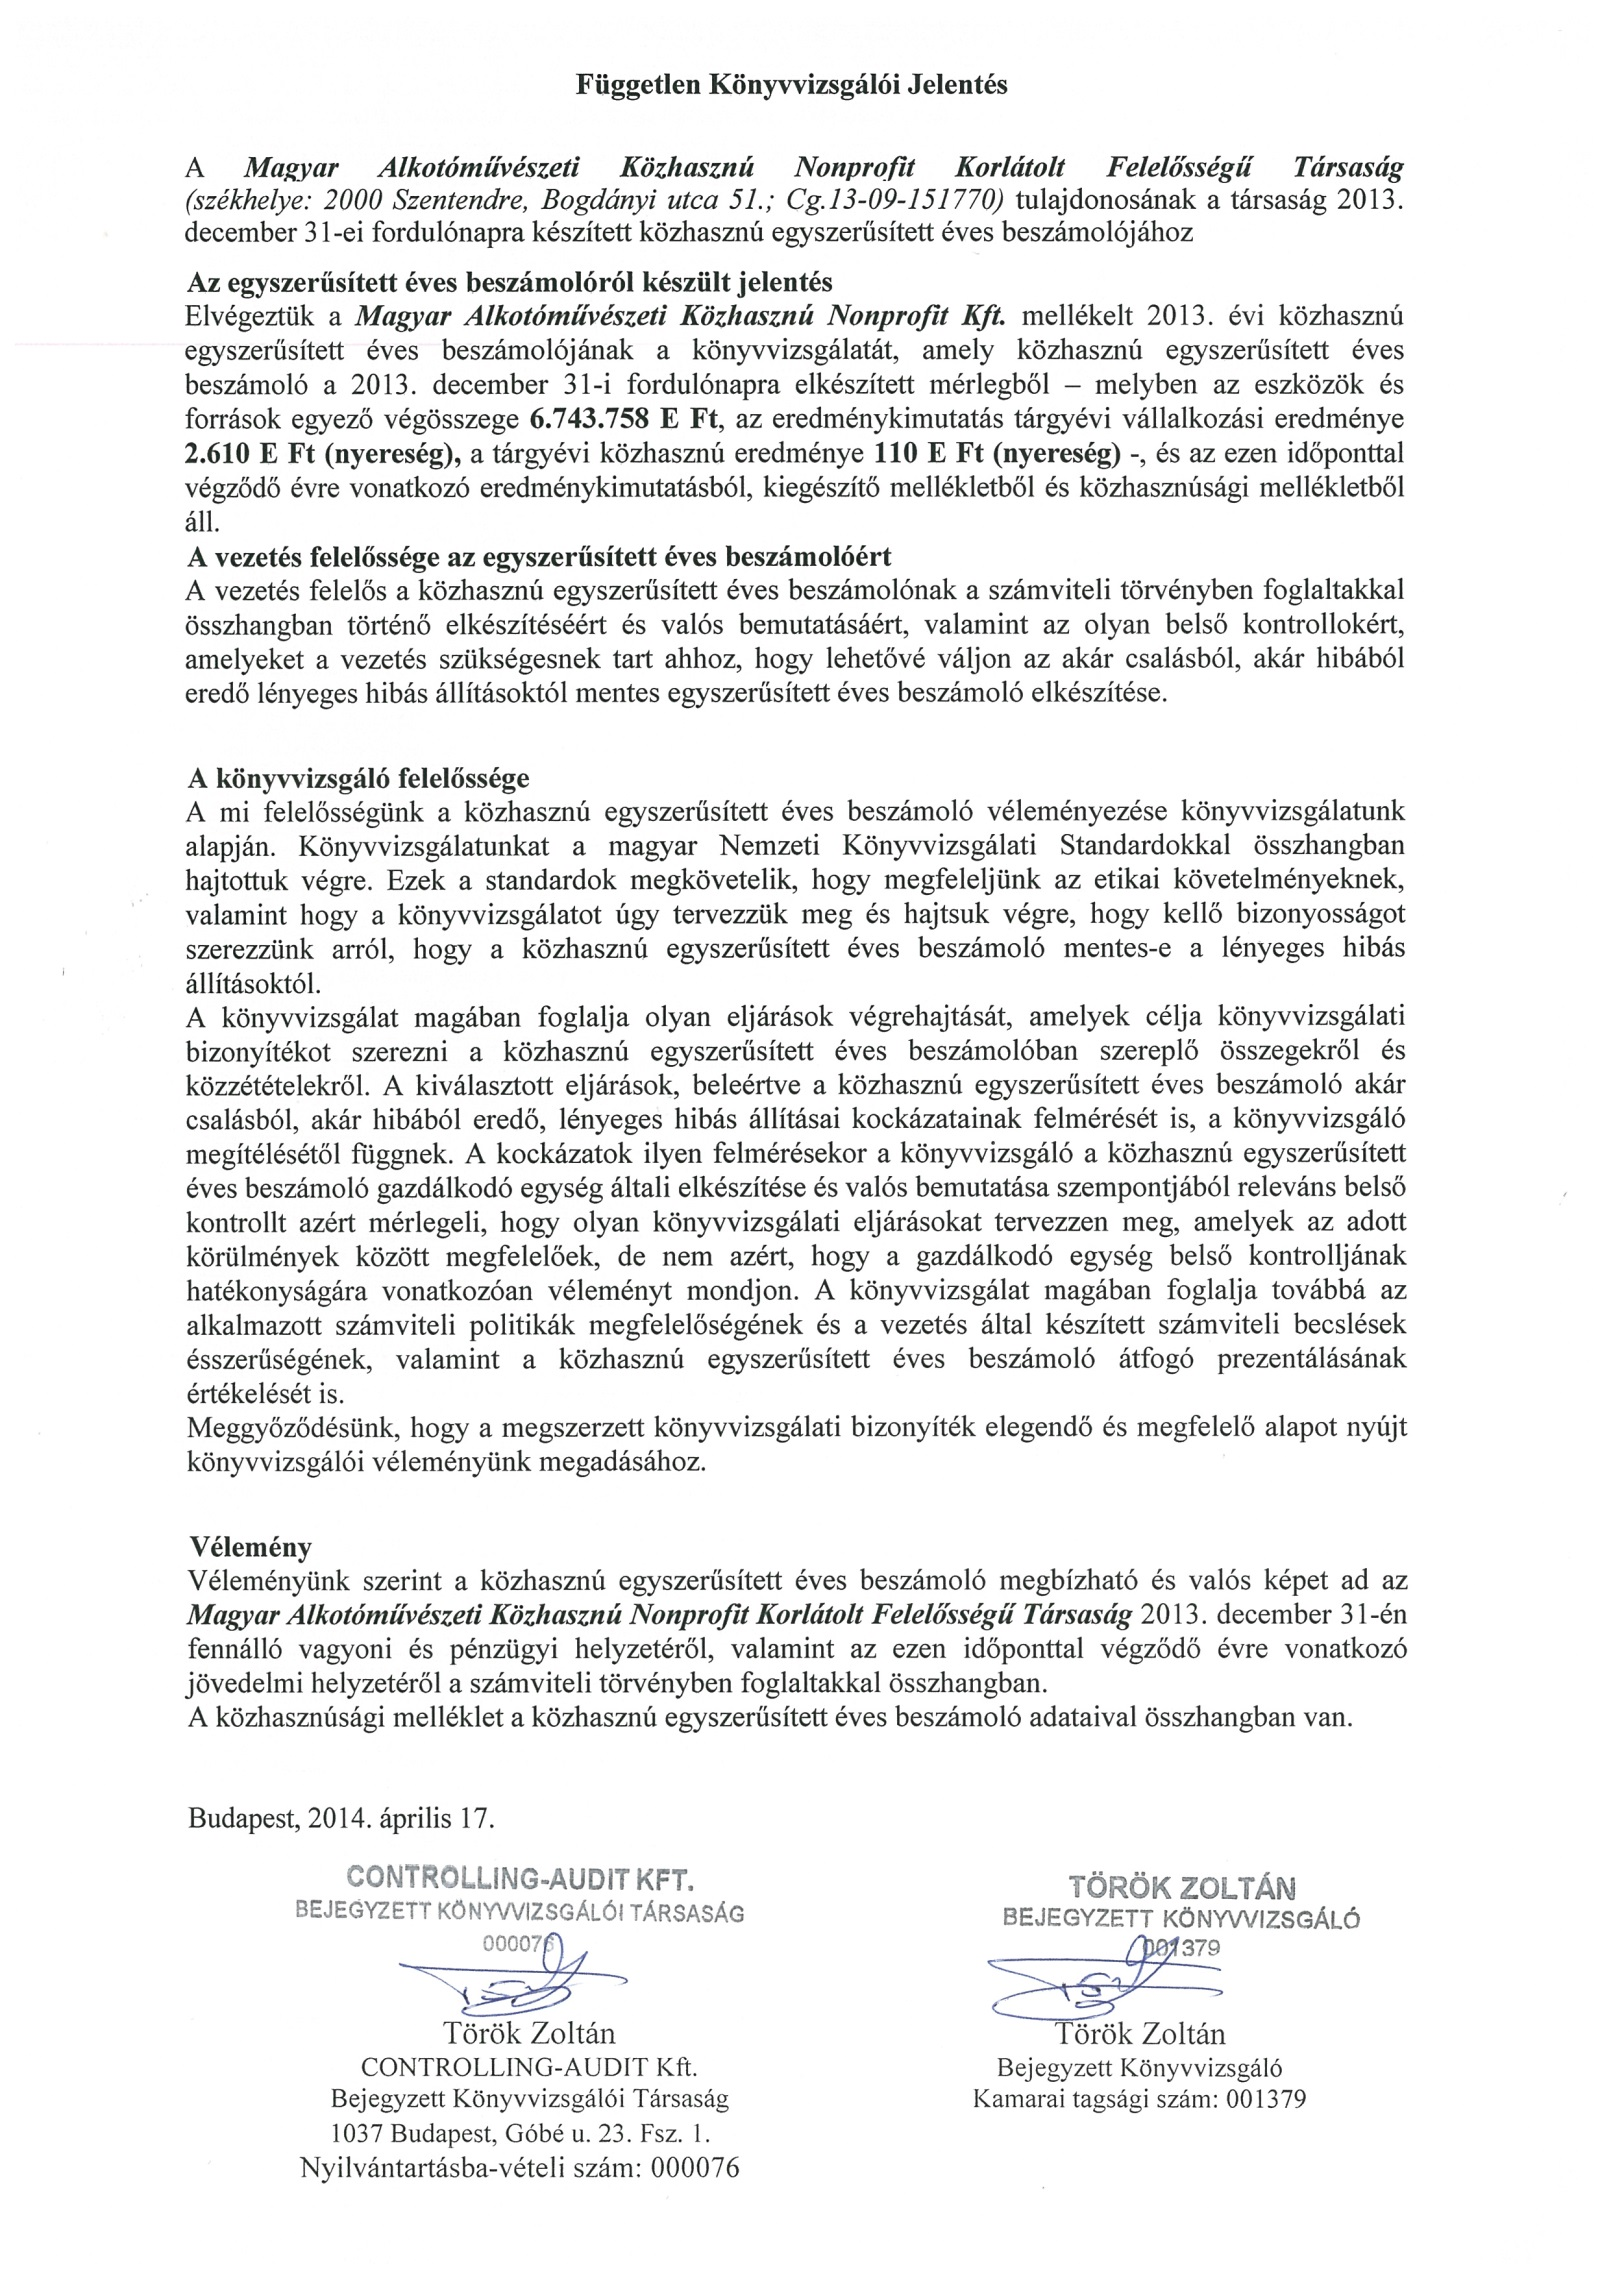 Független Könyvvizsgálói Jelentés
A Magyar Alkotóművészeti Közhasznú Nonprofit Korlátolt Felelősségű Társaság
(székhelye: 2000 Szentendre, Bogdányi utca 51.; Cg.13-09-151770) tulajdonosának a társaság 2013.
december 31-ei fordulónapra készített közhasznú egyszerűsített éves beszámolójához
Az egyszerűsített éves beszámolóról készült jelentés
Elvégeztük a Magyar Alkotóművészeti Közhasznú Nonprofit Kft. mellékelt 2013. évi közhasznú
egyszerűsített éves beszámolójának a könyvvizsgálatát, amely közhasznú egyszerűsített éves
beszámoló a 2013. december 31-i fordulónapra elkészített mérlegből – melyben az eszközök és
források egyező végösszege 6.743.758 E Ft, az eredménykimutatás tárgyévi vállalkozási eredménye
2.610 E Ft (nyereség), a tárgyévi közhasznú eredménye 110 E Ft (nyereség) -, és az ezen időponttal
végződő évre vonatkozó eredménykimutatásból, kiegészítő mellékletből és közhasznúsági mellékletből
áll.
A vezetés felelőssége az egyszerűsített éves beszámolóért
A vezetés felelős a közhasznú egyszerűsített éves beszámolónak a számviteli törvényben foglaltakkal
összhangban történő elkészítéséért és valós bemutatásáért, valamint az olyan belső kontrollokért,
amelyeket a vezetés szükségesnek tart ahhoz, hogy lehetővé váljon az akár csalásból, akár hibából
eredő lényeges hibás állításoktól mentes egyszerűsített éves beszámoló elkészítése.
A könyvvizsgáló felelőssége
A mi felelősségünk a közhasznú egyszerűsített éves beszámoló véleményezése könyvvizsgálatunk
alapján. Könyvvizsgálatunkat a magyar Nemzeti Könyvvizsgálati Standardokkal összhangban
hajtottuk végre. Ezek a standardok megkövetelik, hogy megfeleljünk az etikai követelményeknek,
valamint hogy a könyvvizsgálatot úgy tervezzük meg és hajtsuk végre, hogy kellő bizonyosságot
szerezzünk arról, hogy a közhasznú egyszerűsített éves beszámoló mentes-e a lényeges hibás
állításoktól.
A könyvvizsgálat magában foglalja olyan eljárások végrehajtását, amelyek célja könyvvizsgálati
bizonyítékot szerezni a közhasznú egyszerűsített éves beszámolóban szereplő összegekről és
közzétételekről. A kiválasztott eljárások, beleértve a közhasznú egyszerűsített éves beszámoló akár
csalásból, akár hibából eredő, lényeges hibás állításai kockázatainak felmérését is, a könyvvizsgáló
megítélésétől függnek. A kockázatok ilyen felmérésekor a könyvvizsgáló a közhasznú egyszerűsített
éves beszámoló gazdálkodó egység általi elkészítése és valós bemutatása szempontjából releváns belső
kontrollt azért mérlegeli, hogy olyan könyvvizsgálati eljárásokat tervezzen meg, amelyek az adott
körülmények között megfelelőek, de nem azért, hogy a gazdálkodó egység belső kontrolljának
hatékonyságára vonatkozóan véleményt mondjon. A könyvvizsgálat magában foglalja továbbá az
alkalmazott számviteli politikák megfelelőségének és a vezetés által készített számviteli becslések
ésszerűségének, valamint a közhasznú egyszerűsített éves beszámoló átfogó prezentálásának
értékelését is.
Meggyőződésünk, hogy a megszerzett könyvvizsgálati bizonyíték elegendő és megfelelő alapot nyújt
könyvvizsgálói véleményünk megadásához.
Vélemény
Véleményünk szerint a közhasznú egyszerűsített éves beszámoló megbízható és valós képet ad az
Magyar Alkotóművészeti Közhasznú Nonprofit Korlátolt Felelősségű Társaság 2013. december 31-én
fennálló vagyoni és pénzügyi helyzetéről, valamint az ezen időponttal végződő évre vonatkozó
jövedelmi helyzetéről a számviteli törvényben foglaltakkal összhangban.
A közhasznúsági melléklet a közhasznú egyszerűsített éves beszámoló adataival összhangban van.
Budapest, 2014. április 17.
CONTROLLING-AUDIT KFT.
BEJEGYZETT KÖNYVVIZSGÁLÓI TÁRSASÁG
000076
Török Zoltán
CONTROLLING-AUDIT Kft.
Bejegyzett Könyvvizsgálói Társaság
1037 Budapest, Góbé u. 23. Fsz. 1.
Nyilvántartásba-vételi szám: 000076
TÖRÖK ZOLTÁN
BEJEGYZETT KÖNYVVIZSGÁLÓ
001379
Török Zoltán
Bejegyzett Könyvvizsgáló
Kamarai tagsági szám: 001379